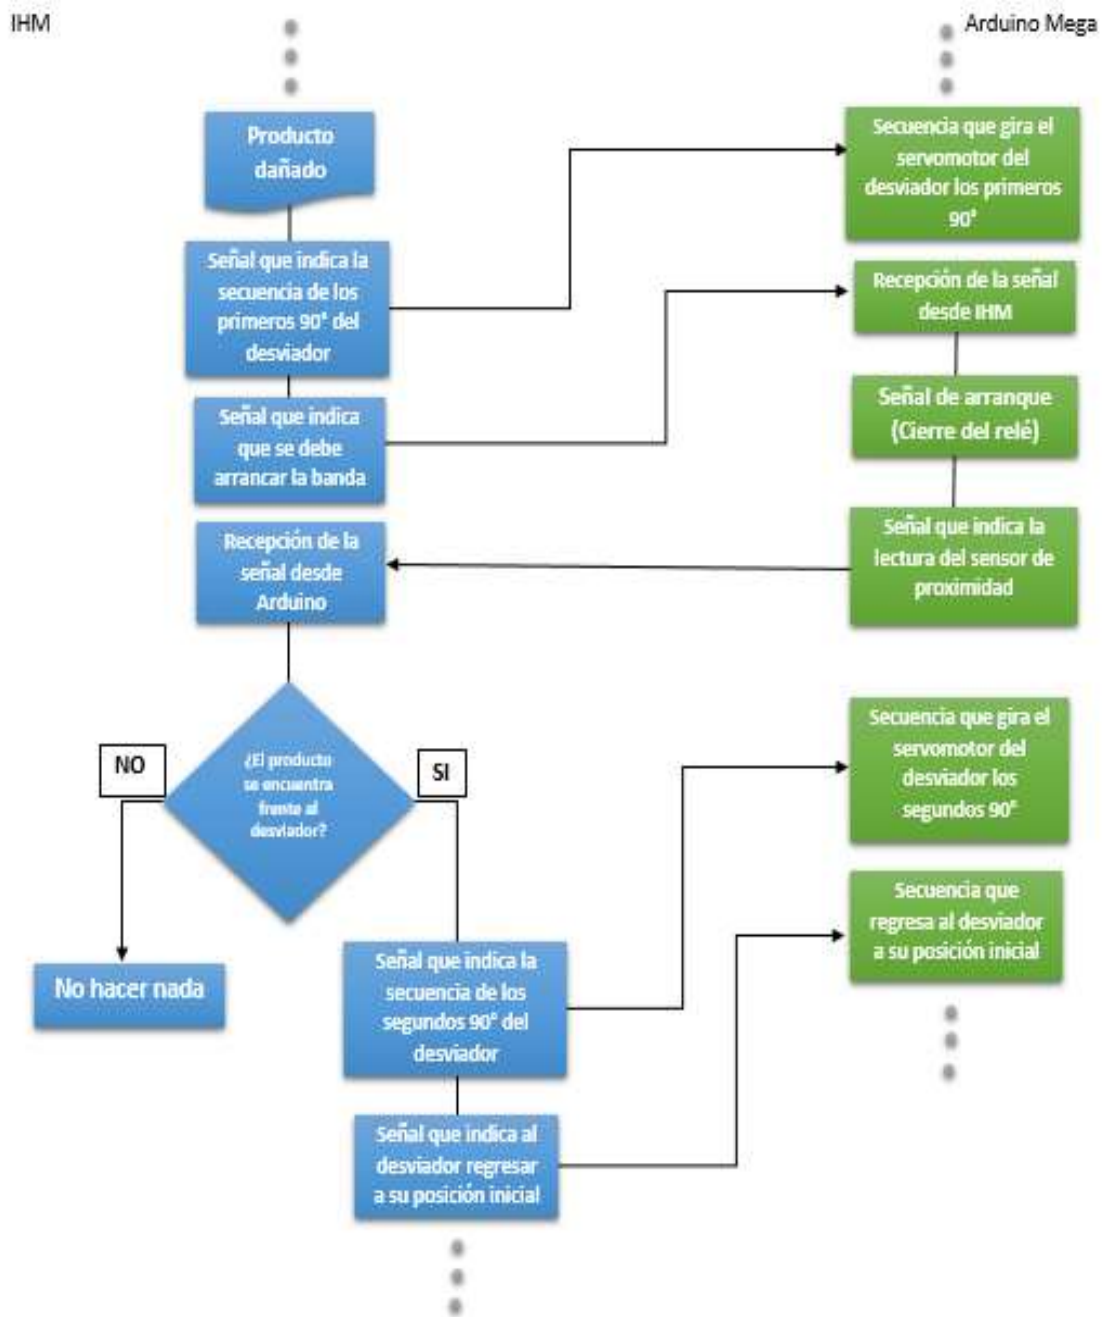 IHM
Arduino Mega
Producto
dañado
Señal que indica la
secuencia de los
primeros 90° del
desviador
Señal que indica
que se debe
arrancar la banda
Recepción de la
señal desde
Arduino
¿El producto
se encuentra
frente al
desviador?
NO
SI
No hacer nada
Señal que indica la
secuencia de los
segundos 90° del
desviador
Señal que indica al
desviador regresar
a su posición inicial
Secuencia que gira el
servomotor del
desviador los primeros
90°
Recepción de la señal
desde IHM
Señal de arranque
(Cierre del relé)
Señal que indica la
lectura del sensor de
proximidad
Secuencia que gira el
servomotor del
desviador los
segundos 90°
Secuencia que
regresa al desviador
a su posición inicial